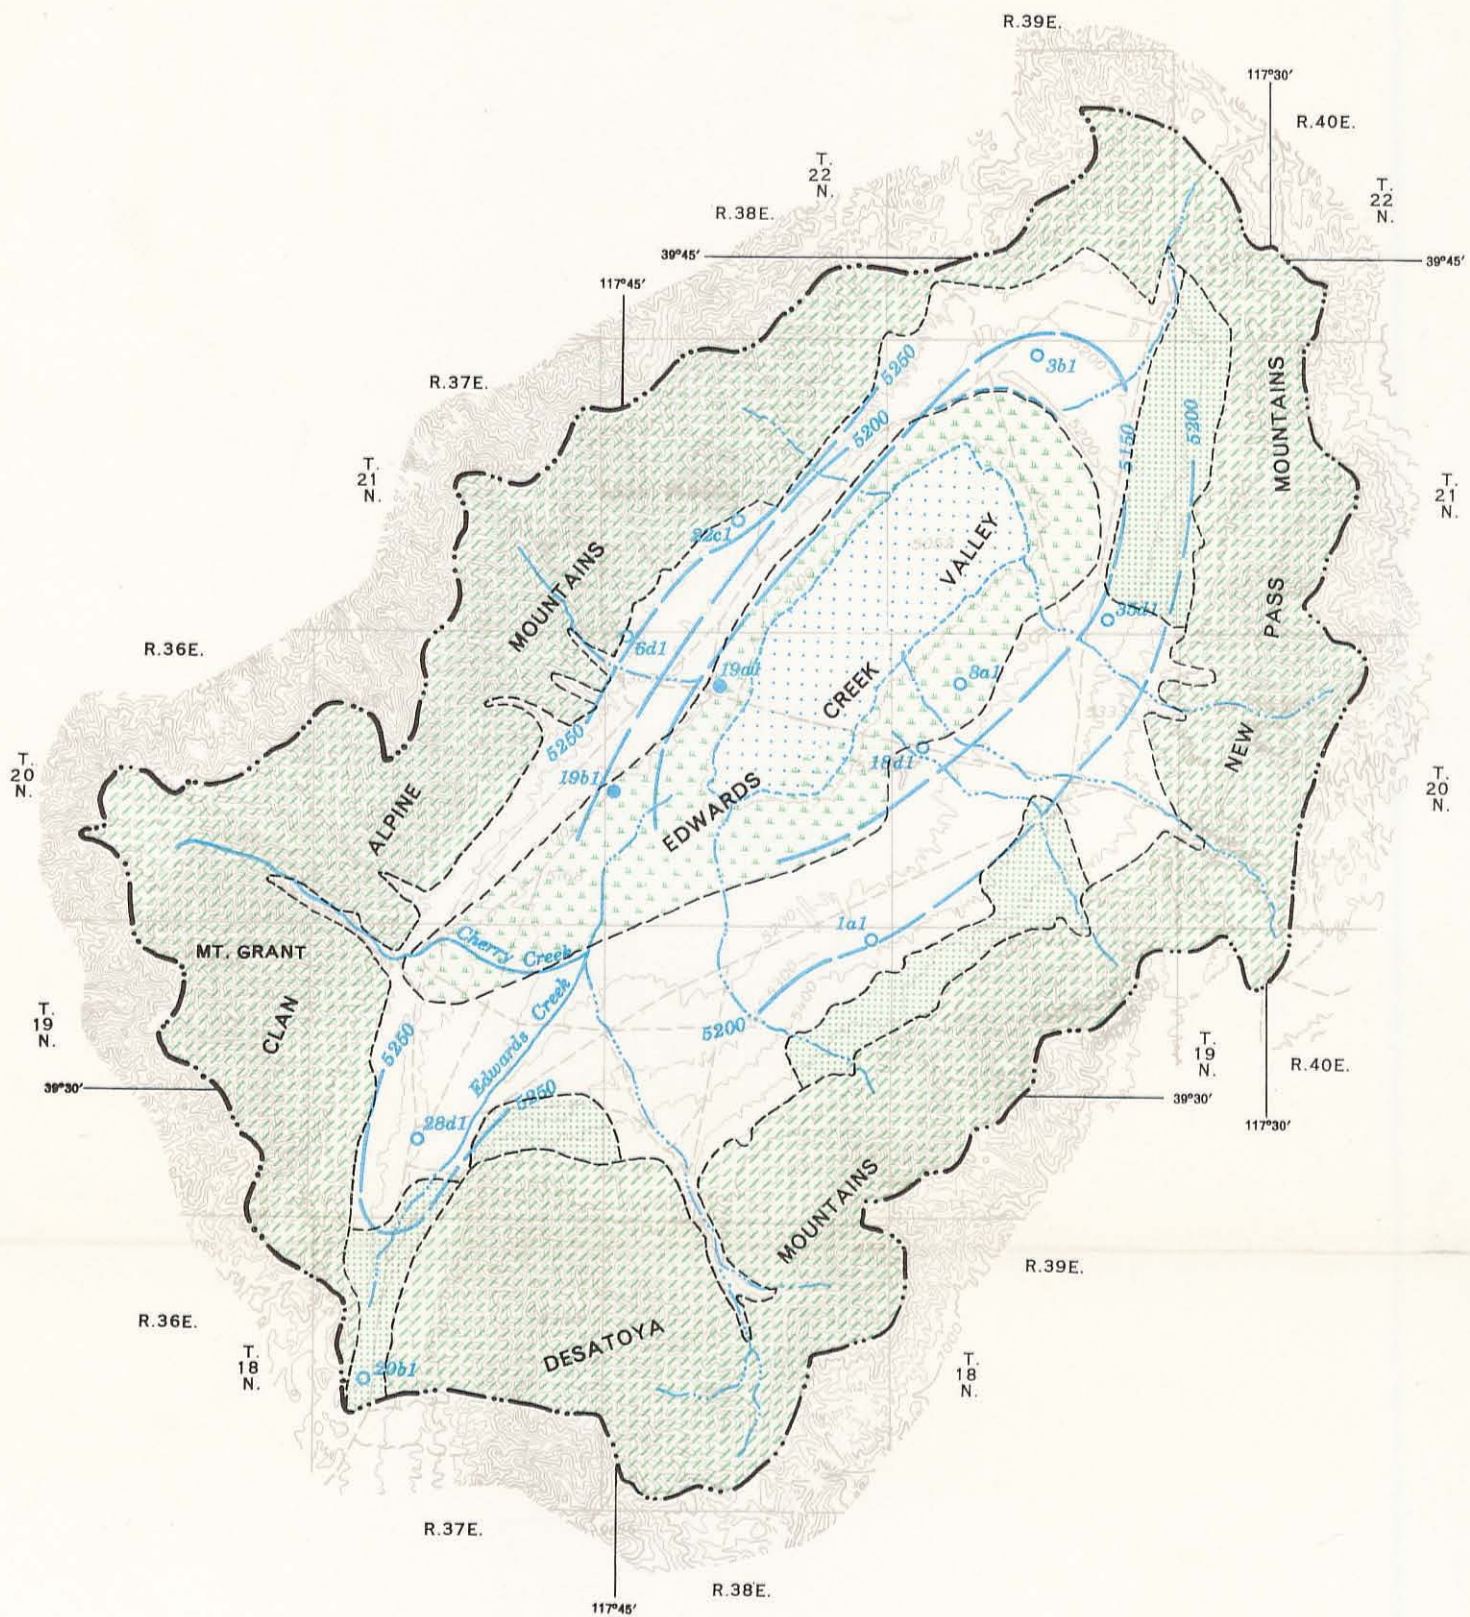 R.39E.
117°30′
R.40E.
T.
22
N.
T.
22
N.
R.38E.
39°45′
39°45′
117°45′
5250
3b1
R.37E.
5200
5150
5200
MOUNTAINS
T.
21
N.
T.
21
N.
22c1
VALLEY
MOUNTAINS
PASS
35d1
R.36E.
6d1
19a1
8a1
CREEK
NEW
5250
T.
20
N.
19b1
18d1
T.
20
N.
EDWARDS
ALPINE
1a1
Cherry Creek
MT. GRANT
Edwards Creek
CLAN
T.
19
N.
5250
5200
T.
19
N.
R.40E.
39°30′
5250
39°30′
28d1
117°30′
MOUNTAINS
R.39E.
R.36E.
DESATOYA
T.
18
N.
20b1
T.
18
N.
R.37E.
R.38E.
117°45′